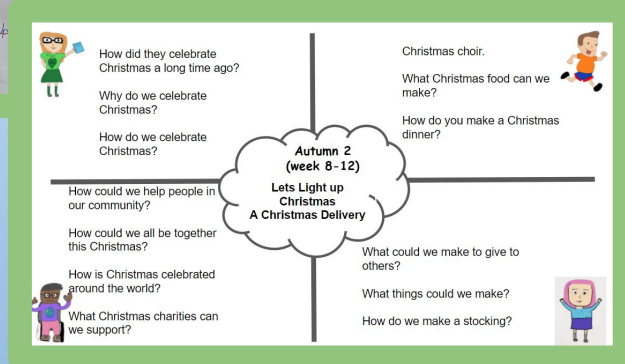 How did they celebrate
Christmas a long time ago?
Why do we celebrate
Christmas?
How do we celebrate
Christmas?
Christmas choir.
What Christmas food can we
make?
How do you make a Christmas
dinner?
Autumn 2
(week 8-12)
Lets Light up
Christmas
A Christmas Delivery
How could we help people in
our community?
How could we all be together
this Christmas?
How is Christmas celebrated
around the world?
What Christmas charities can
we support?
What could we make to give to
others?
What things could we make?
How do we make a stocking?